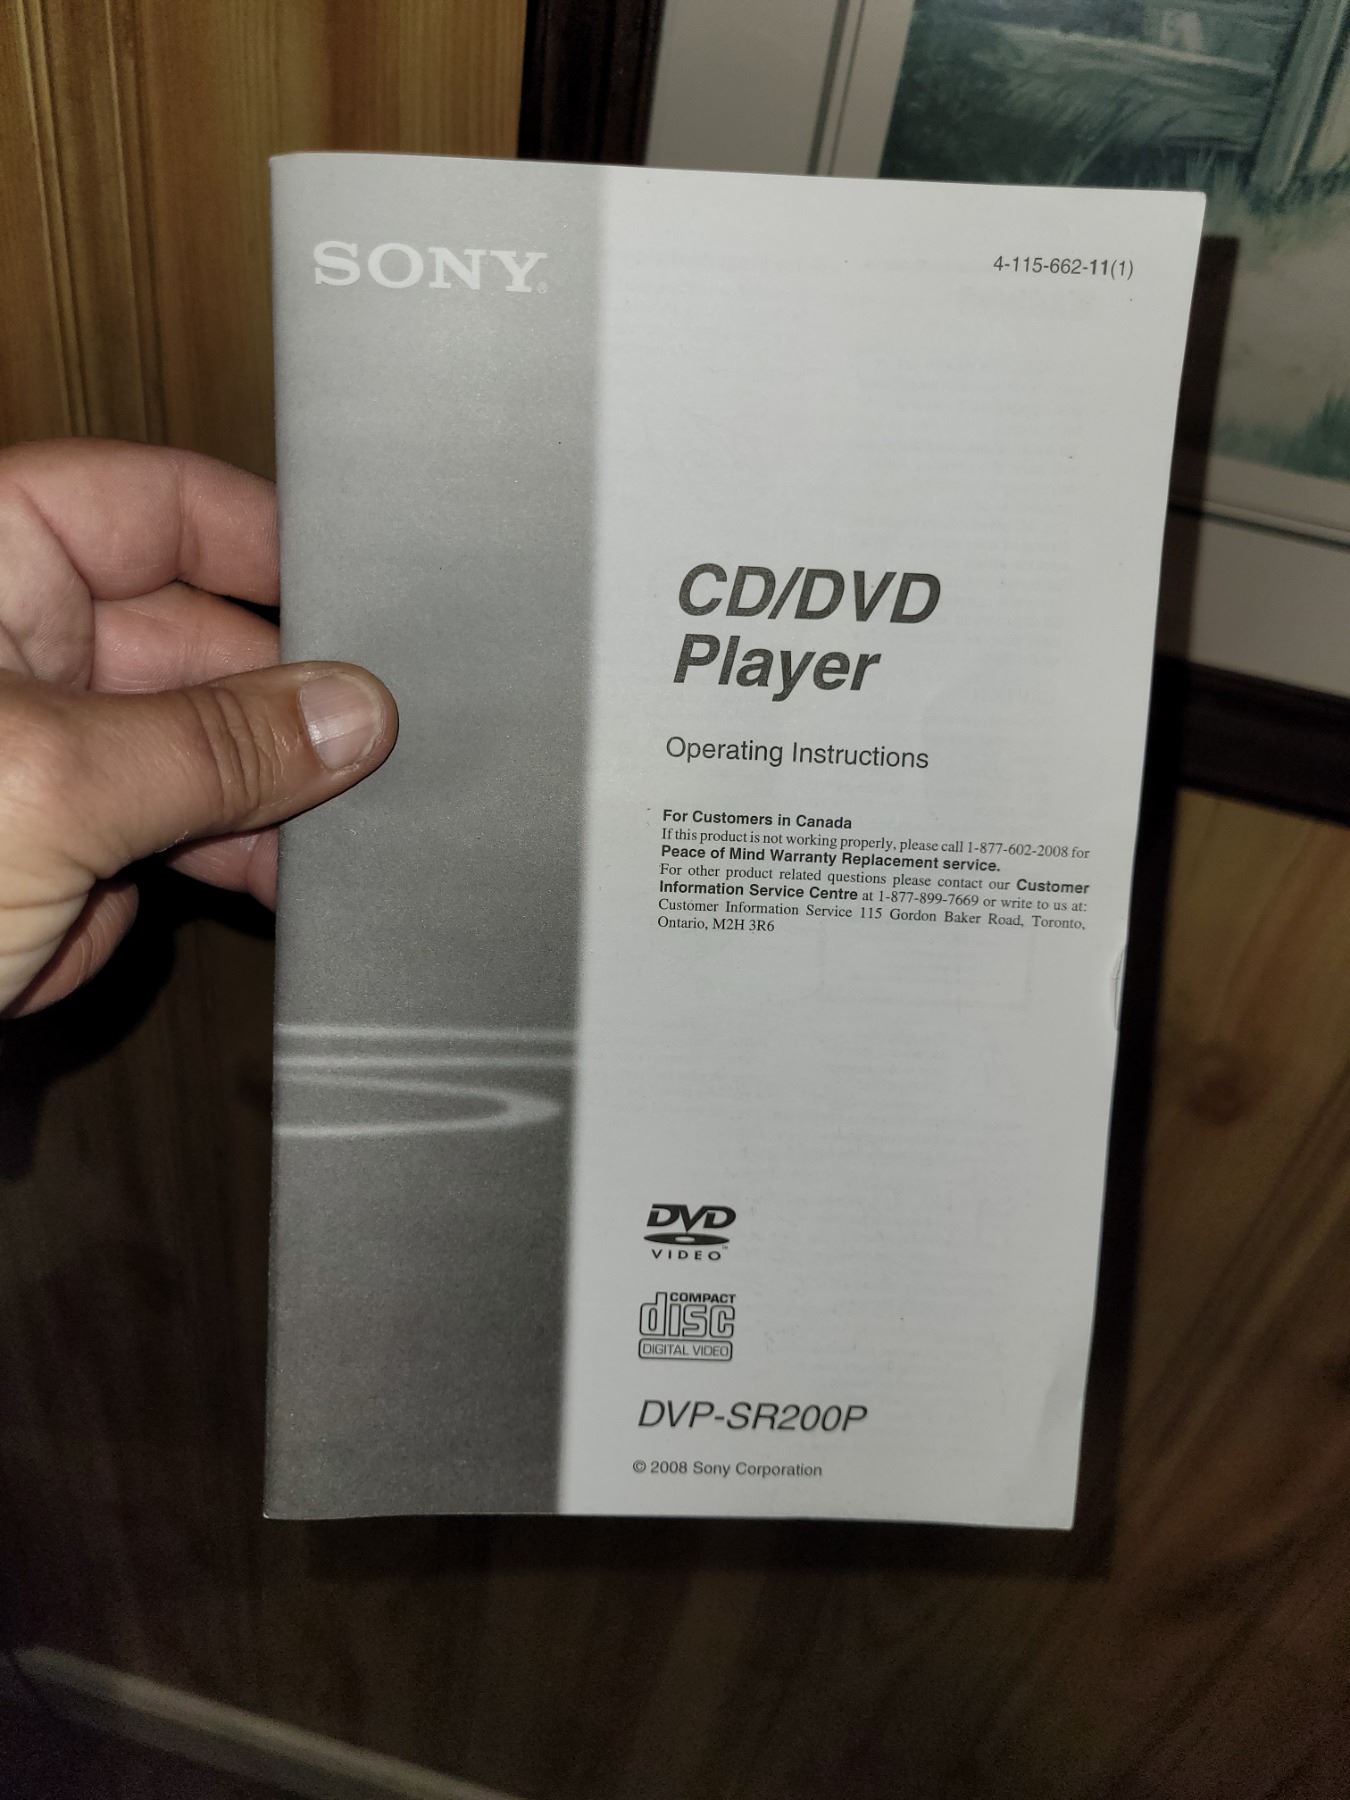 SONY®
4-115-662-11(1)
CD/DVD
Player
Operating Instructions
For Customers in Canada
If this product is not working properly, please call 1-877-602-2008 for
Peace of Mind Warranty Replacement service.
For other product related questions please contact our Customer
Information Service Centre at 1-877-899-7669 or write to us at:
Customer Information Service 115 Gordon Baker Road, Toronto,
Ontario, M2H 3R6
DVD
VIDEO™
COMPACT
disc
DIGITAL VIDEO
DVP-SR200P
© 2008 Sony Corporation